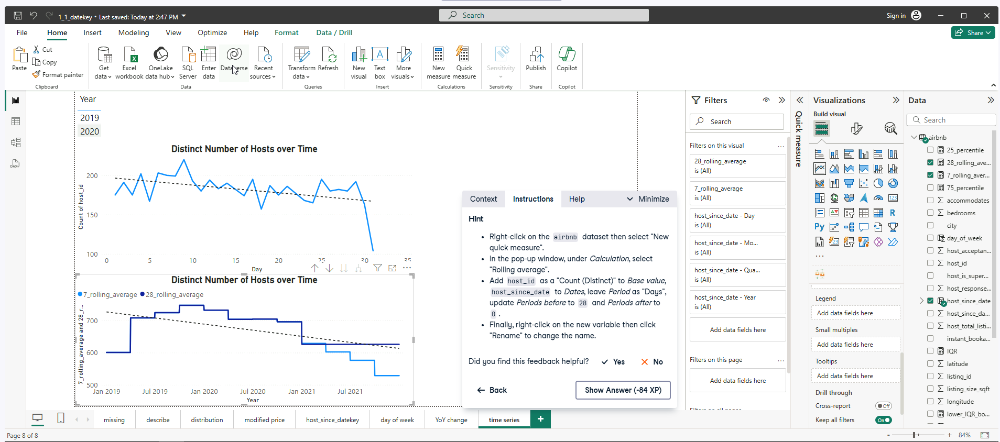 1_1_datekey • Last saved: Today at 2:47 PM
Search
Sign in
File Home Insert Modeling View Optimize Help Format Data / Drill
Share
Paste
Cut
Copy
Format painter
Clipboard
Get data
Excel workbook
OneLake data hub
SQL Server
Enter data
Dataverse
Recent sources
Data
Transform data
Refresh
Queries
New visual
Text box
More visuals
Insert
New measure
Quick measure
Calculations
Sensitivity
Sensitivity
Publish
Share
Copilot
Copilot
Year
2019
2020
Distinct Number of Hosts over Time
Count of host_id
200
150
100
0 5 10 15 20 25 30 35
Day
Distinct Number of Hosts over Time
7_rolling_average 28_rolling_average
7_rolling_average and 28_r...
700
600
500
Jan 2019 Jul 2019 Jan 2020 Jul 2020 Jan 2021 Jul 2021
Year
Context Instructions Help Minimize
Hint
• Right-click on the airbnb dataset then select "New
quick measure".
• In the pop-up window, under Calculation, select
"Rolling average".
• Add host_id as a "Count (Distinct)" to Base value,
host_since_date to Dates, leave Period as "Days",
update Periods before to 28 and Periods after to
0 .
• Finally, right-click on the new variable then click
"Rename" to change the name.
Did you find this feedback helpful? Yes No
Back
Show Answer (-84 XP)
Filters
Search
Filters on this visual ...
28_rolling_average
is (All)
7_rolling_average
is (All)
host_since_date - Day
is (All)
host_since_date - Mo...
is (All)
host_since_date - Qua...
is (All)
host_since_date - Year
is (All)
Add data fields here
Filters on this page ...
Add data fields here
Quick measure
Visualizations
Build visual
123
R
Py
...
Legend
Add data fields here
Small multiples
Add data fields here
Tooltips
Add data fields here
Drill through
Cross-report Off
Keep all filters On
Data
Search
airbnb
25_percentile
28_rolling_ave...
7_rolling_aver...
75_percentile
accommodates
bedrooms
city
day_of_week
host_acceptan...
host_id
host_is_super...
host_response...
host_since_date
host_since_da...
host_total_listi...
instant_booka...
IQR
latitude
listing_id
listing_size_sqft
longitude
lower_IQR_bo...
missing describe distribution modified price host_since_datekey day of week YoY change time series +
Page 8 of 8
- + 84%